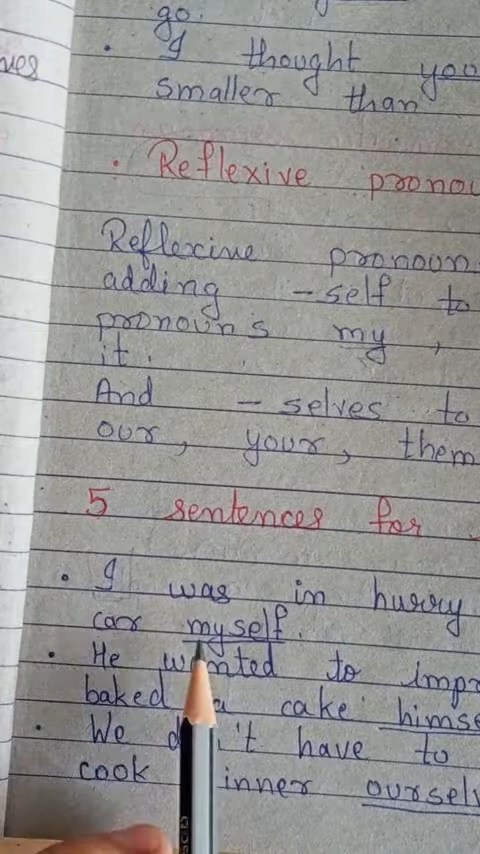 go.
• I thought you
smaller than
• Reflexive pronou
Reflexive pronoun
adding -self to
pronouns my,
it.
And -selves to
our, your, them
5 sentences for
• I was in hurry
car myself.
• He wanted to impr
baked a cake himse
• We d 't have to
cook inner ourselv